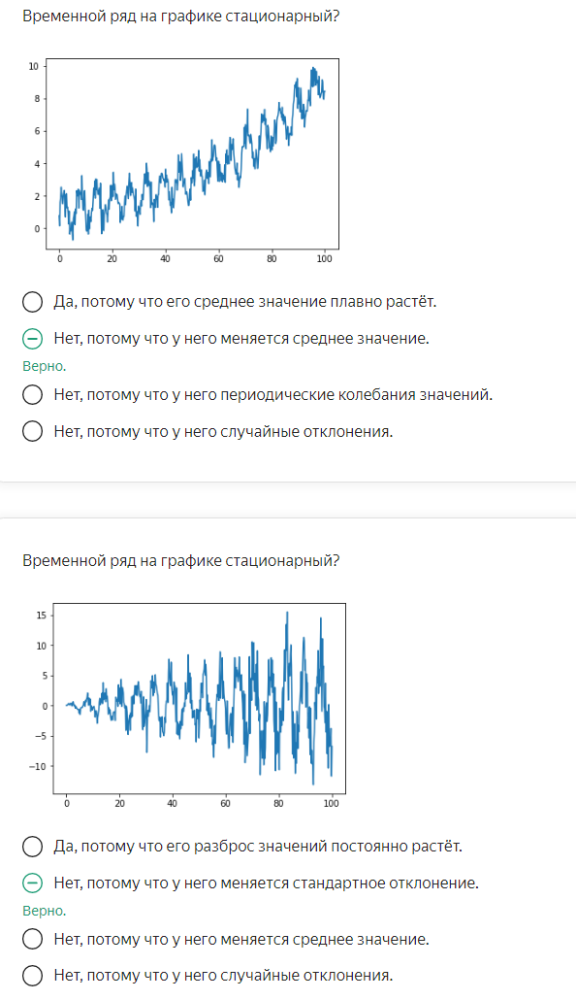 Временной ряд на графике стационарный?
10
8
6
4
2
0
0 20 40 60 80 100
Да, потому что его среднее значение плавно растёт.
Нет, потому что у него меняется среднее значение.
Верно.
Нет, потому что у него периодические колебания значений.
Нет, потому что у него случайные отклонения.
Временной ряд на графике стационарный?
15
10
5
0
−5
−10
0 20 40 60 80 100
Да, потому что его разброс значений постоянно растёт.
Нет, потому что у него меняется стандартное отклонение.
Верно.
Нет, потому что у него меняется среднее значение.
Нет, потому что у него случайные отклонения.